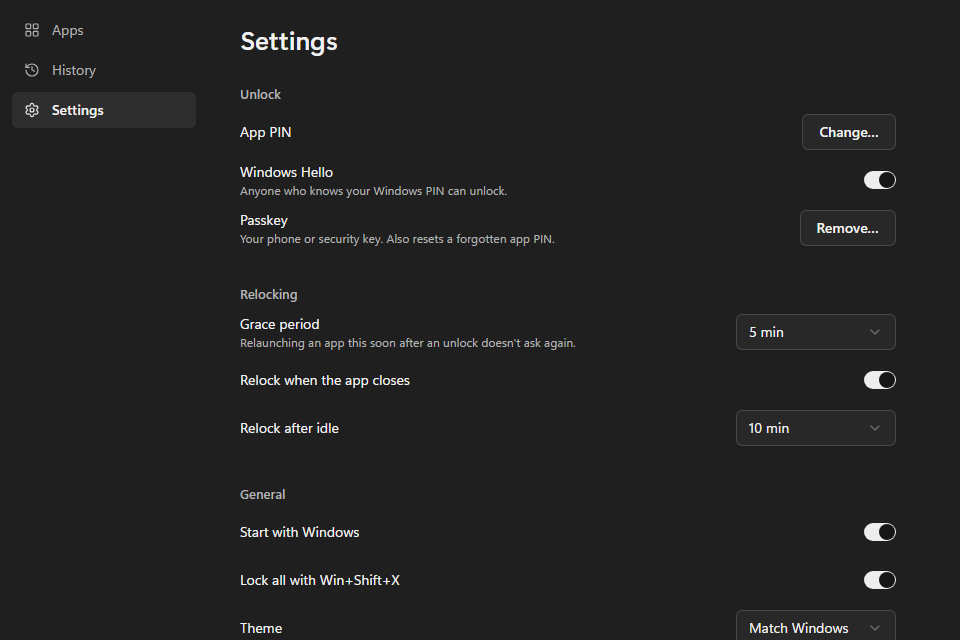 Apps
History
Settings
Settings
Unlock
App PIN
Change...
Windows Hello
Anyone who knows your Windows PIN can unlock.
Passkey
Your phone or security key. Also resets a forgotten app PIN.
Remove...
Relocking
Grace period
Relaunching an app this soon after an unlock doesn't ask again.
5 min
Relock when the app closes
Relock after idle
10 min
General
Start with Windows
Lock all with Win+Shift+X
Theme
Match Windows